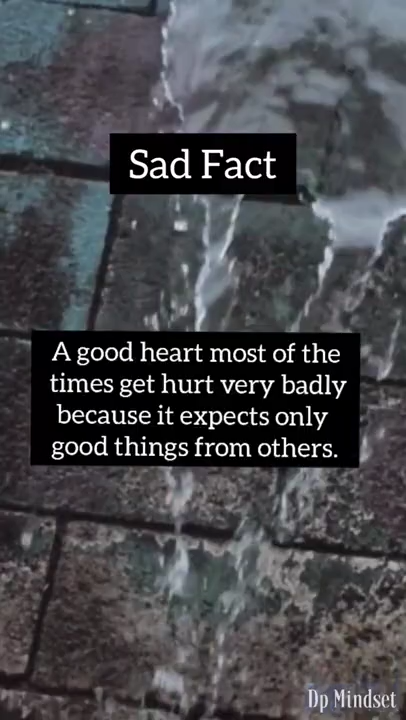 Sad Fact
A good heart most of the
times get hurt very badly
because it expects only
good things from others.
Dp Mindset